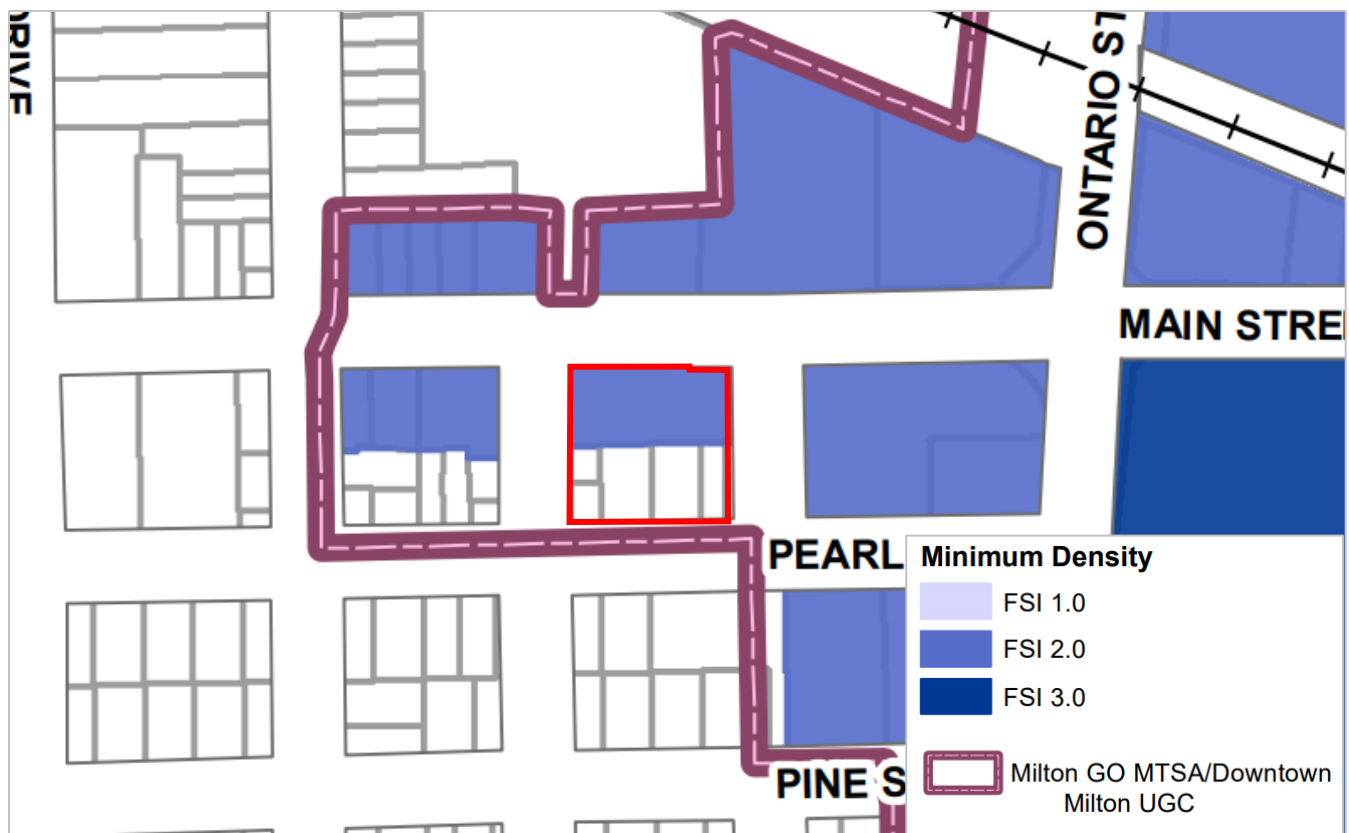 RIVE
ONTARIO ST
MAIN STRE
PEARL
PINE S
Minimum Density
FSI 1.0
FSI 2.0
FSI 3.0
Milton GO MTSA/Downtown
Milton UGC